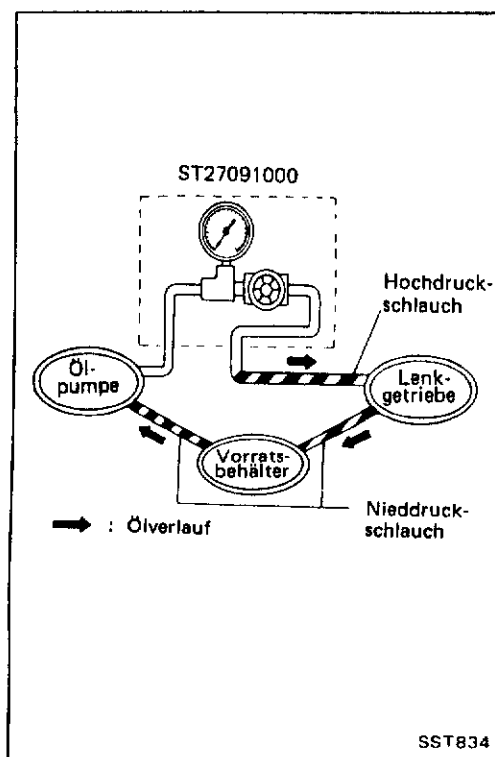 ST27091000
Hochdruck-
schlauch
Öl-
pumpe
Lenk-
getriebe
Vorrats-
behälter
Nieddruck-
schlauch
: Ölverlauf
SST834